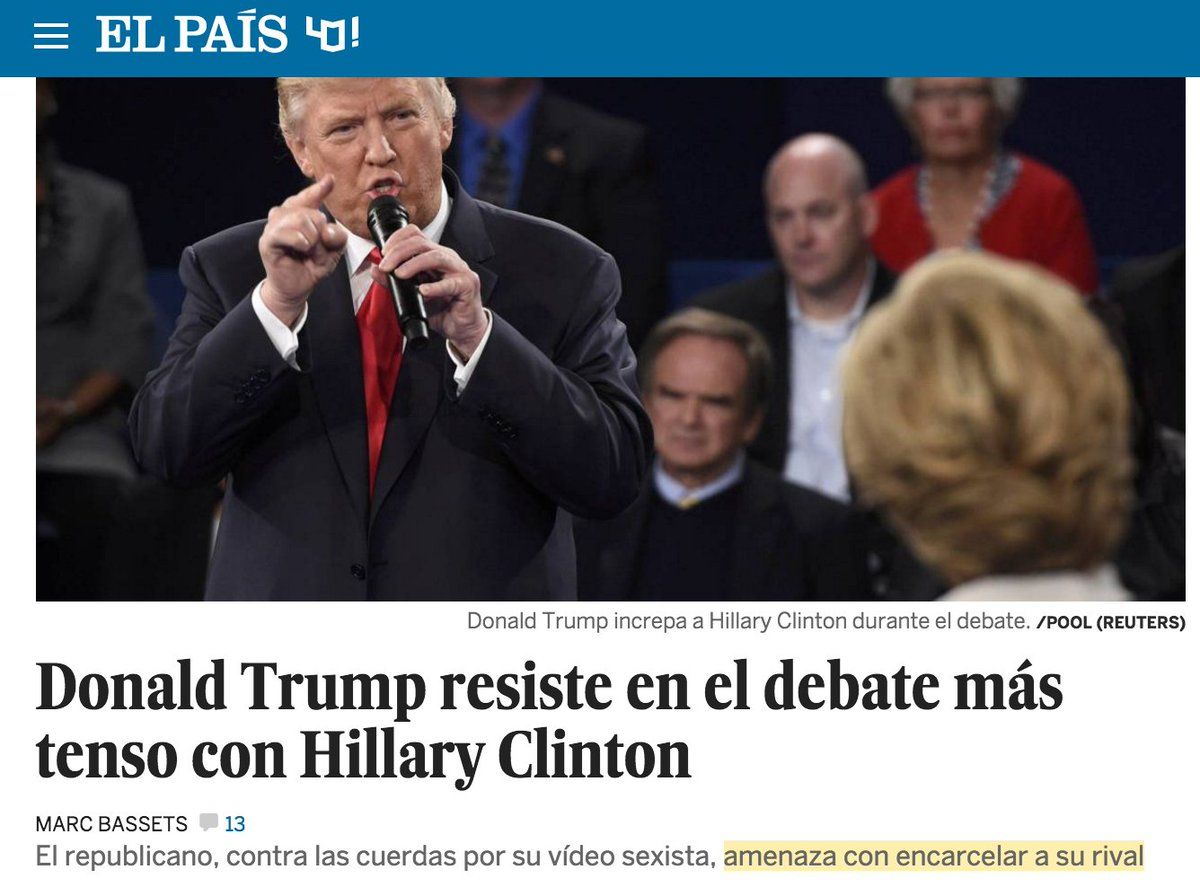 EL PAÍS 40!
Donald Trump increpa a Hillary Clinton durante el debate. /POOL (REUTERS)
Donald Trump resiste en el debate más
tenso con Hillary Clinton
MARC BASSETS 13
El republicano, contra las cuerdas por su vídeo sexista, amenaza con encarcelar a su rival